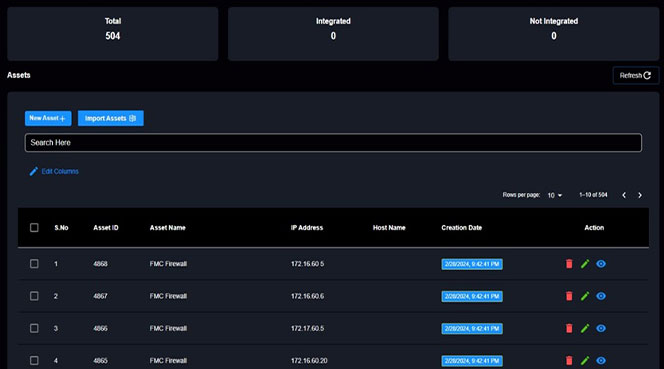 Total Integrated Not Integrated
504 0 0
Assets Refresh
New Asset + Import Assets
Search Here
Edit Columns
Rows per page: 10 1–10 of 504
S.No Asset ID Asset Name IP Address Host Name Creation Date Action
1 4868 FMC Firewall 172.16.60.5 2/28/2024, 9:42:41 PM
2 4867 FMC Firewall 172.16.60.6 2/28/2024, 9:42:41 PM
3 4866 FMC Firewall 172.17.60.5 2/28/2024, 9:42:41 PM
4 4865 FMC Firewall 172.16.60.20 2/28/2024, 9:42:41 PM